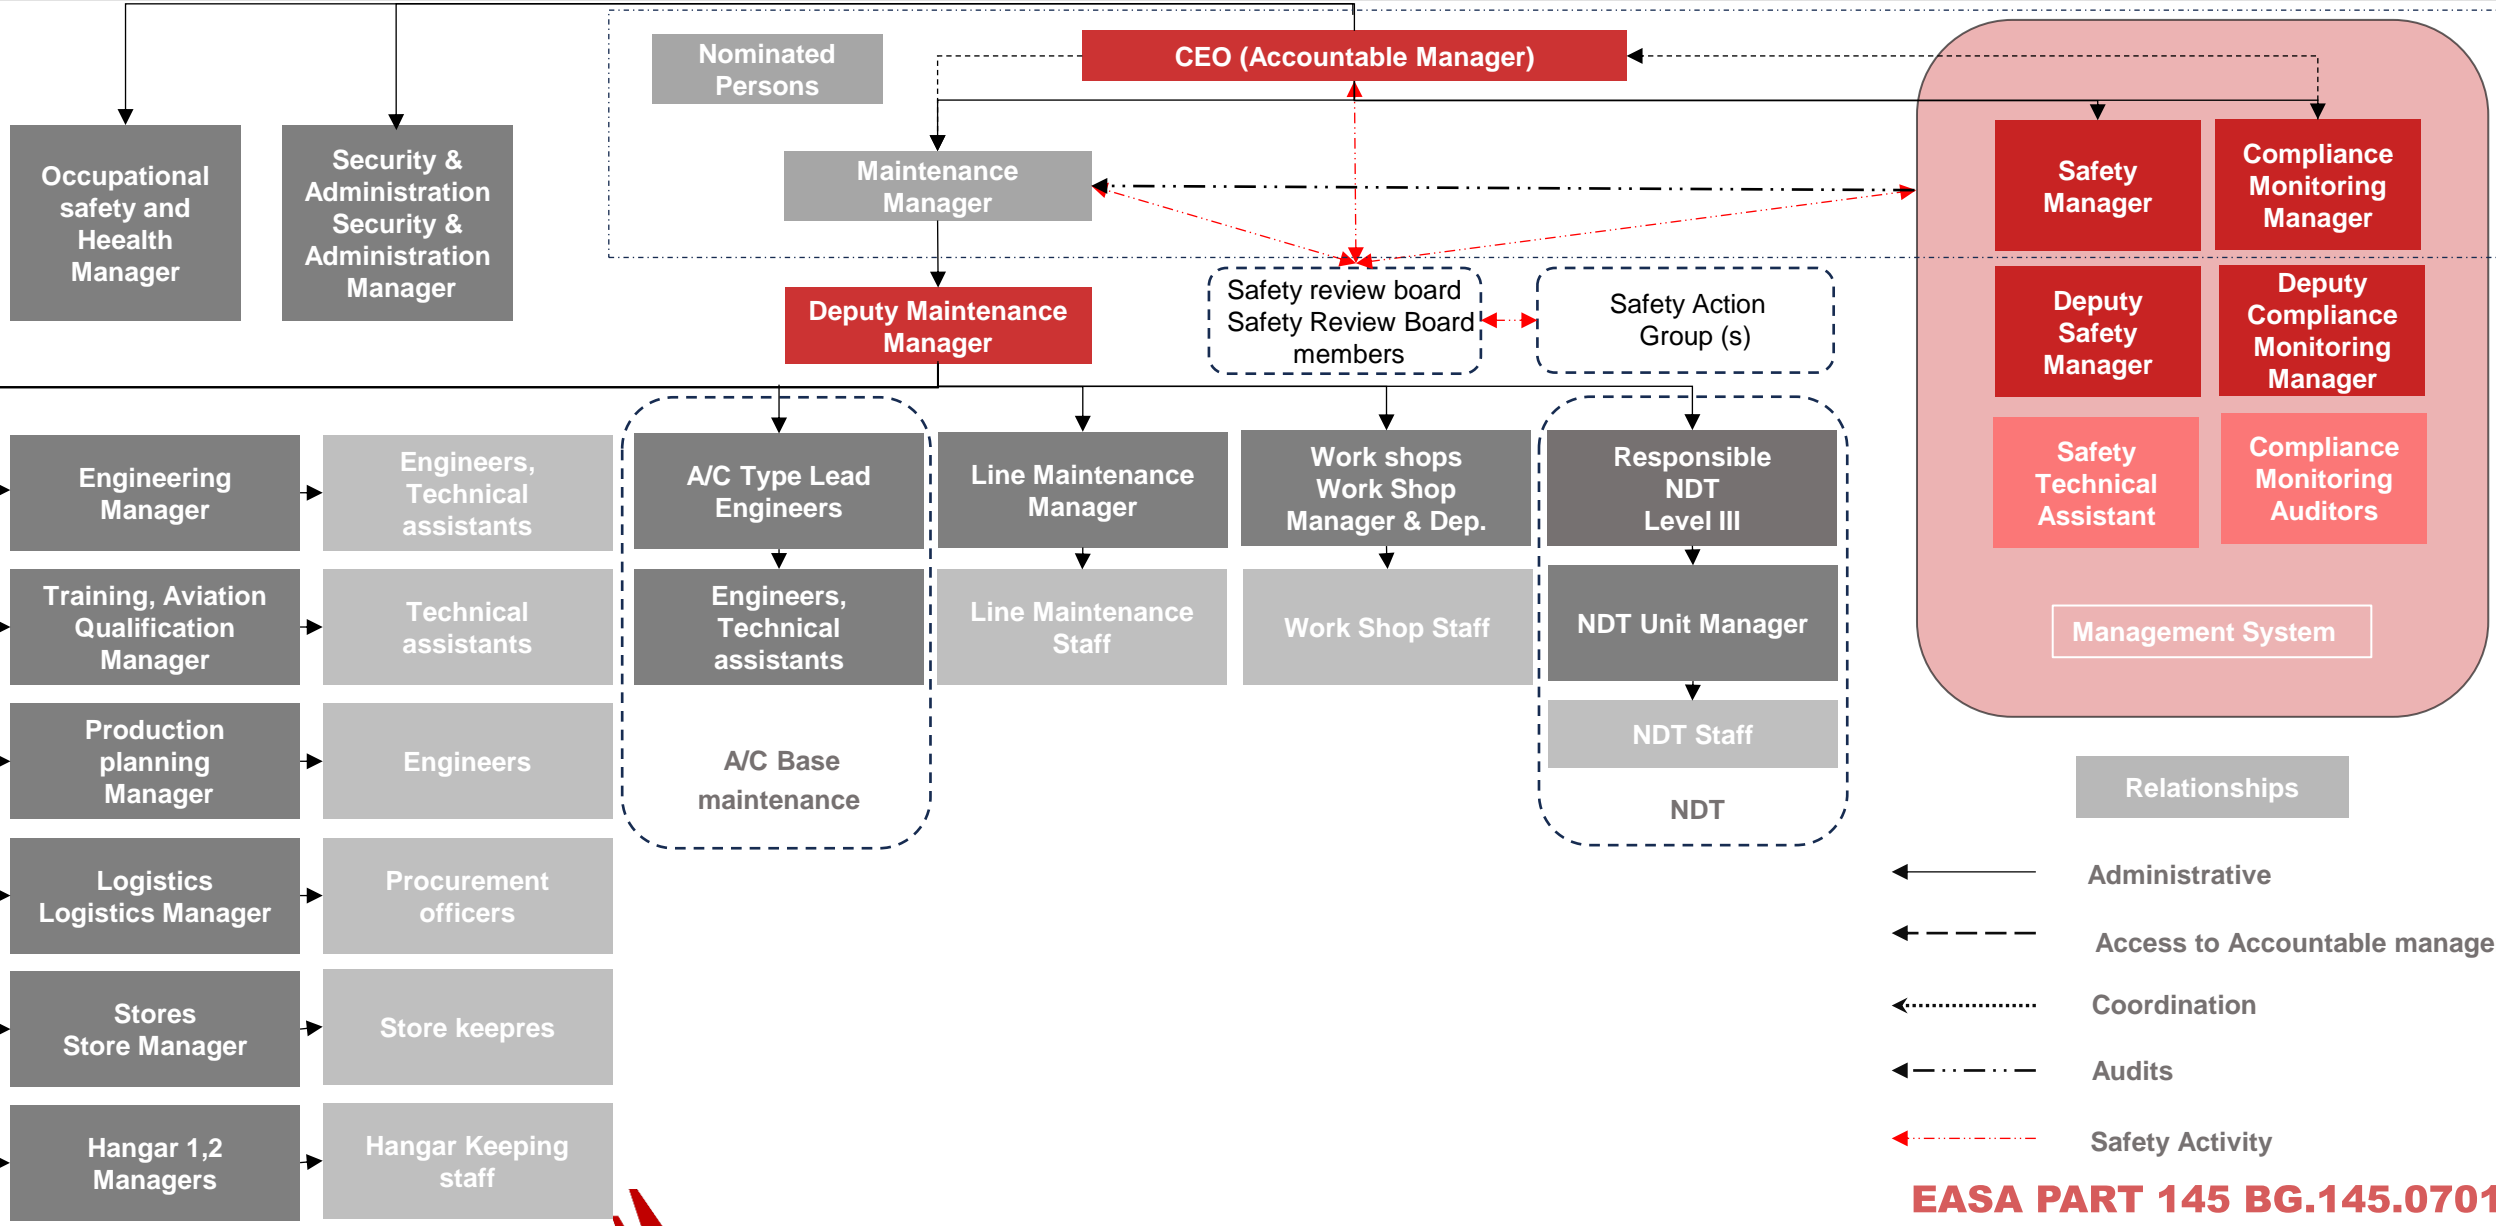 Nominated
Persons
CEO (Accountable Manager)
Occupational
safety and
Heealth
Manager
Security &
Administration
Security &
Administration
Manager
Maintenance
Manager
Safety
Manager
Compliance
Monitoring
Manager
Deputy Maintenance
Manager
Safety review board
Safety Review Board
members
Safety Action
Group (s)
Deputy
Safety
Manager
Deputy
Compliance
Monitoring
Manager
Engineering
Manager
Engineers,
Technical
assistants
A/C Type Lead
Engineers
Line Maintenance
Manager
Work shops
Work Shop
Manager & Dep.
Responsible
NDT
Level III
Safety
Technical
Assistant
Compliance
Monitoring
Auditors
Training, Aviation
Qualification
Manager
Technical
assistants
Engineers,
Technical
assistants
Line Maintenance
Staff
Work Shop Staff
NDT Unit Manager
Management System
Production
planning
Manager
Engineers
A/C Base
maintenance
NDT Staff
NDT
Relationships
Logistics
Logistics Manager
Procurement
officers
Administrative
Access to Accountable manage
Stores
Store Manager
Store keepres
Coordination
Audits
Hangar 1,2
Managers
Hangar Keeping
staff
Safety Activity
EASA PART 145 BG.145.0701